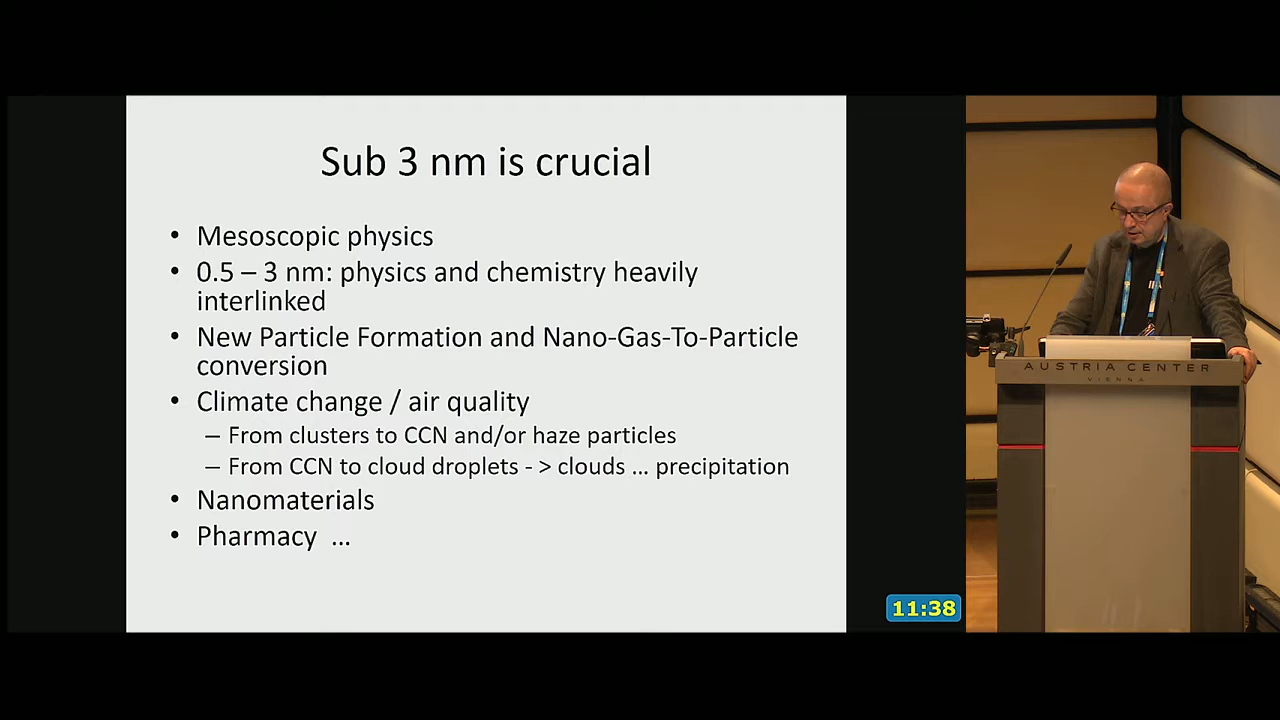 Sub 3 nm is crucial
• Mesoscopic physics
• 0.5 – 3 nm: physics and chemistry heavily
interlinked
• New Particle Formation and Nano-Gas-To-Particle
conversion
• Climate change / air quality
– From clusters to CCN and/or haze particles
– From CCN to cloud droplets - > clouds ... precipitation
• Nanomaterials
• Pharmacy ...
11:38
AUSTRIA CENTER
VIENNA